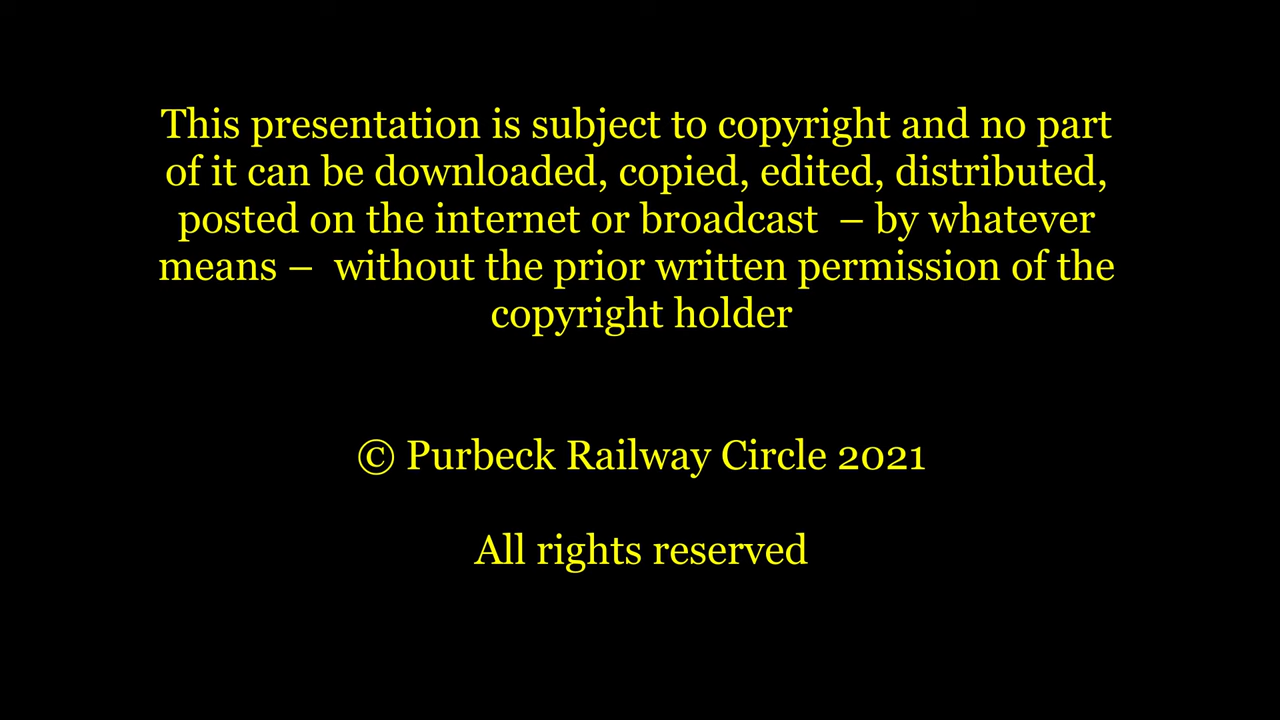 This presentation is subject to copyright and no part
of it can be downloaded, copied, edited, distributed,
posted on the internet or broadcast – by whatever
means – without the prior written permission of the
copyright holder
© Purbeck Railway Circle 2021
All rights reserved